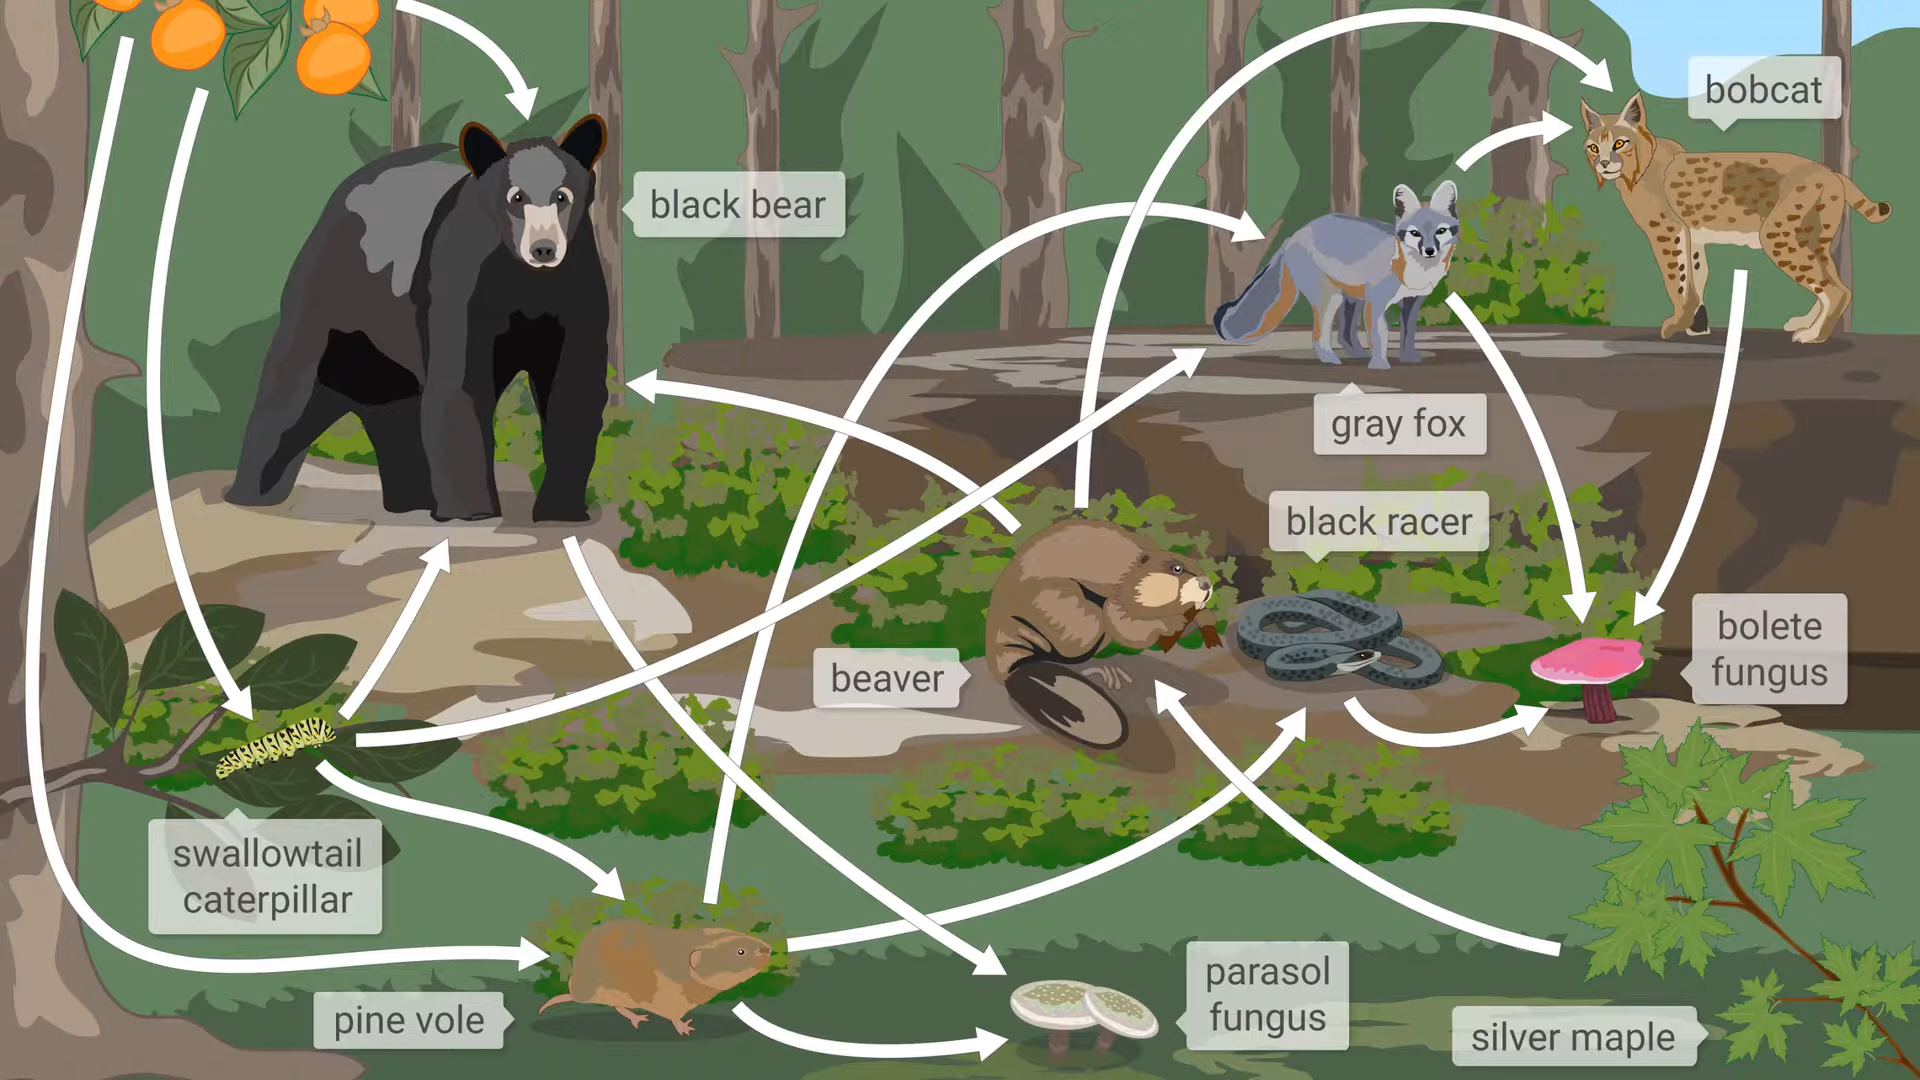 bobcat
black bear
gray fox
black racer
bolete
fungus
beaver
swallowtail
caterpillar
parasol
fungus
pine vole
silver maple